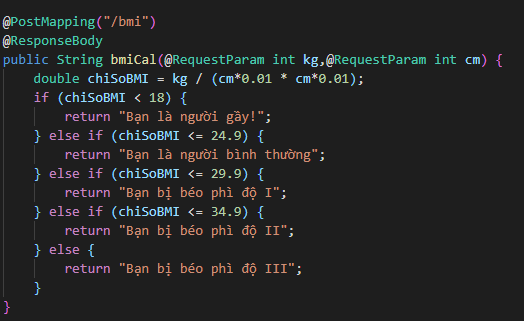 @PostMapping("/bmi")
@ResponseBody
public String bmiCal(@RequestParam int kg,@RequestParam int cm) {
    double chiSoBMI = kg / (cm*0.01 * cm*0.01);
    if (chiSoBMI < 18) {
        return "Bạn là người gầy!";
    } else if (chiSoBMI <= 24.9) {
        return "Bạn là người bình thường";
    } else if (chiSoBMI <= 29.9) {
        return "Bạn bị béo phì độ I";
    } else if (chiSoBMI <= 34.9) {
        return "Bạn bị béo phì độ II";
    } else {
        return "Bạn bị béo phì độ III";
    }
}